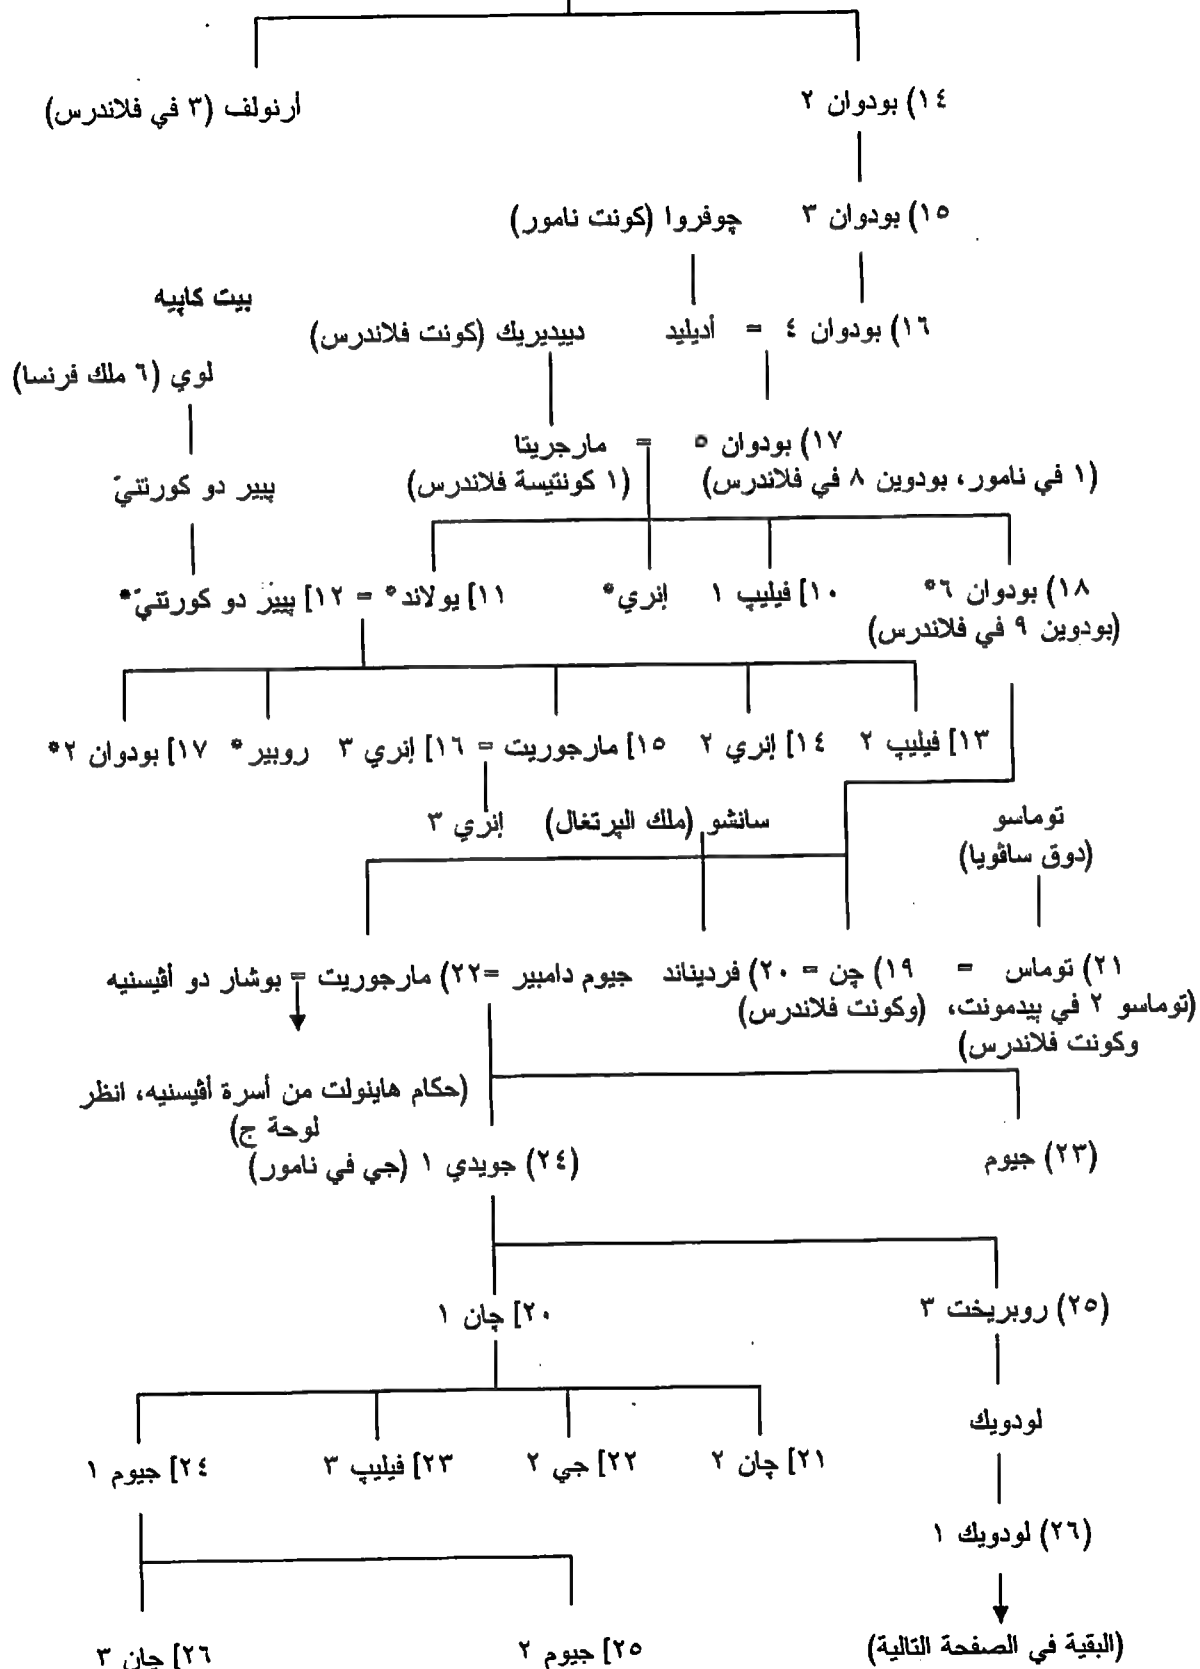 ١٤) بودوان ٢ أرنولف (٣ في فلاندرس)
١٥) بودوان ٣ چوفروا (كونت نامور)
بيت كاپيه
١٦) بودوان ٤ = أديليد دييديريك (كونت فلاندرس)
لوي (٦ ملك فرنسا)
١٧) بودوان ٥ = مارجريتا
(١ في نامور، بودوين ٨ في فلاندرس) (١ كونتيسة فلاندرس) پيير دو كورتنيّ
١٨) بودوان ٦* ١٠] فيليپ ١ إنري* ١١] يولاند* = ١٢] پيير دو كورتنيّ*
(بودوين ٩ في فلاندرس)
١٣] فيليپ ٢ ١٤] إنري ٢ ١٥] مارجوريت = ١٦] إنري ٣ روبير* ١٧] بودوان ٢*
توماسو سانشو (ملك الپرتغال) إنري ٣
(دوق ساڤويا)
٢١) توماس = ١٩) چن = ٢٠) فرديناند جيوم دامبير =٢٢) مارجوريت = بوشار دو أڤيسنيه
(توماسو ٢ في پيدمونت، (وكونت فلاندرس)
وكونت فلاندرس)
(حكام هاينولت من أسرة أڤيسنيه، انظر
لوحة ج)
(٢٣) جيوم (٢٤) جويدي ١ (جي في نامور)
(٢٥) روبريخت ٣ ٢٠] چان ١
لودويك
٢١] چان ٢ ٢٢] جي ٢ ٢٣] فيليپ ٣ ٢٤] جيوم ١
(٢٦) لودويك ١
(البقية في الصفحة التالية) ٢٥] جيوم ٢ ٢٦] چان ٣